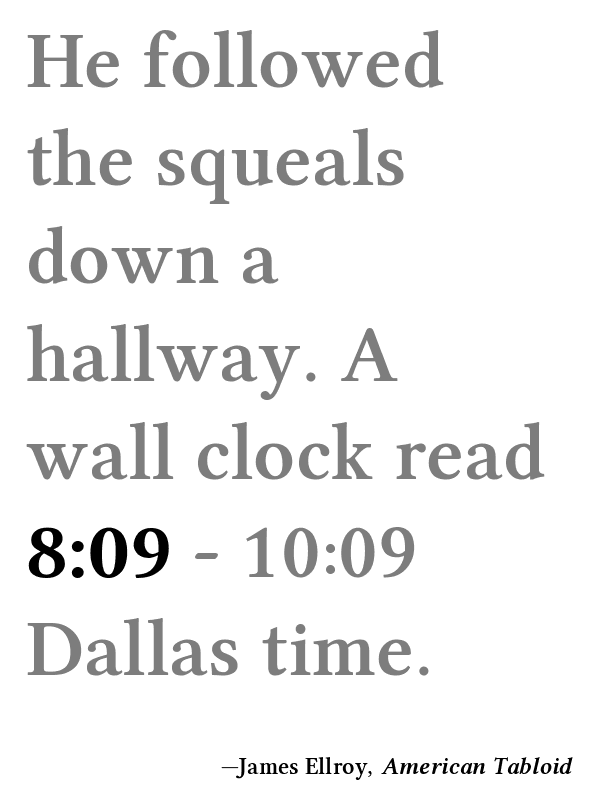 He followed
the squeals
down a
hallway. A
wall clock read
8:09 - 10:09
Dallas time.
—James Ellroy, American Tabloid